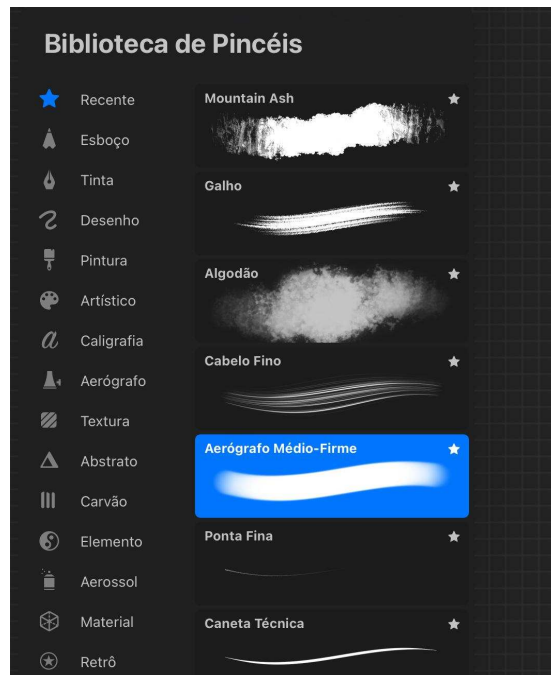 Biblioteca de Pincéis
Recente
Esboço
Tinta
Desenho
Pintura
Artístico
Caligrafia
Aerógrafo
Textura
Abstrato
Carvão
Elemento
Aerossol
Material
Retrô
Mountain Ash
Galho
Algodão
Cabelo Fino
Aerógrafo Médio-Firme
Ponta Fina
Caneta Técnica